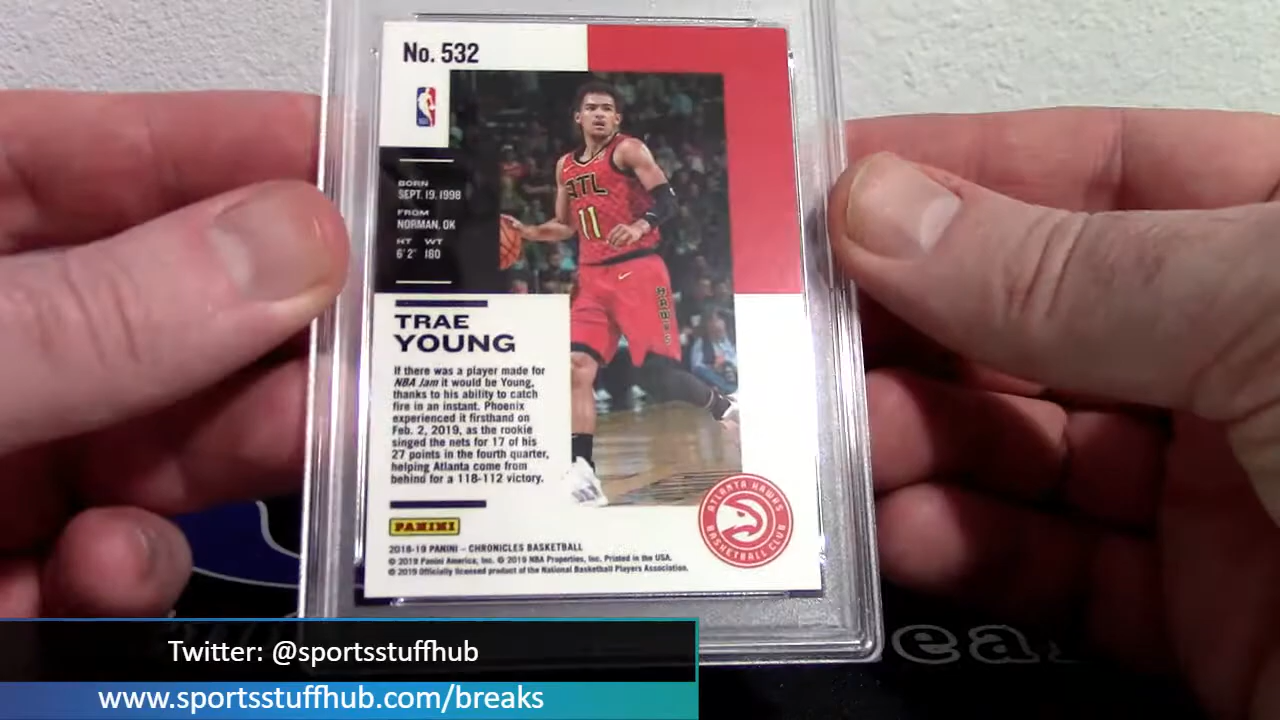 No. 532
BORN
SEPT. 19, 1998
FROM
NORMAN, OK
HT WT
6' 2" 180
ATL
11
HAWKS
TRAE
YOUNG
If there was a player made for
NBA Jam it would be Young,
thanks to his ability to catch
fire in an instant. Phoenix
experienced it firsthand on
Feb. 2, 2019, as the rookie
singed the nets for 17 of his
27 points in the fourth quarter,
helping Atlanta come from
behind for a 118-112 victory.
PANINI
ATLANTA HAWKS
BASKETBALL CLUB
2018-19 PANINI – CHRONICLES BASKETBALL
© 2019 Panini America, Inc. © 2019 NBA Properties, Inc. Printed in the USA.
© 2019 Officially licensed product of the National Basketball Players Association.
Twitter: @sportsstuffhub
www.sportsstuffhub.com/breaks